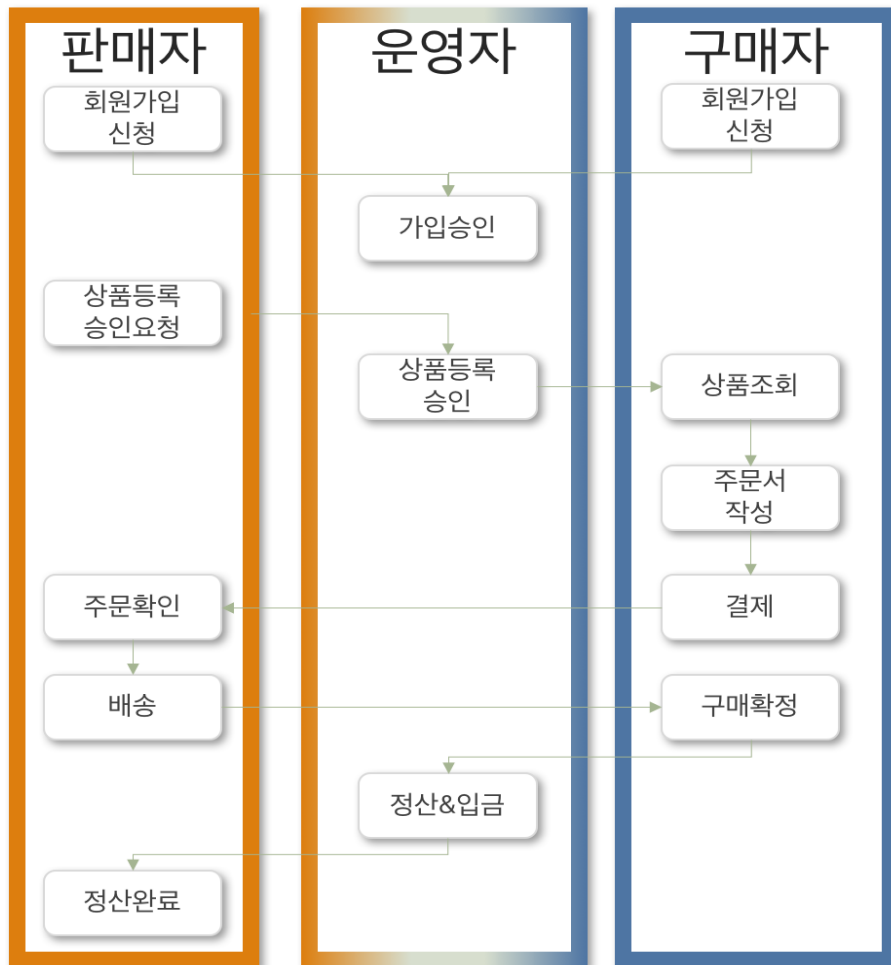 판매자
운영자
구매자
회원가입
신청
회원가입
신청
가입승인
상품등록
승인요청
상품등록
승인
상품조회
주문서
작성
주문확인
결제
배송
구매확정
정산&입금
정산완료